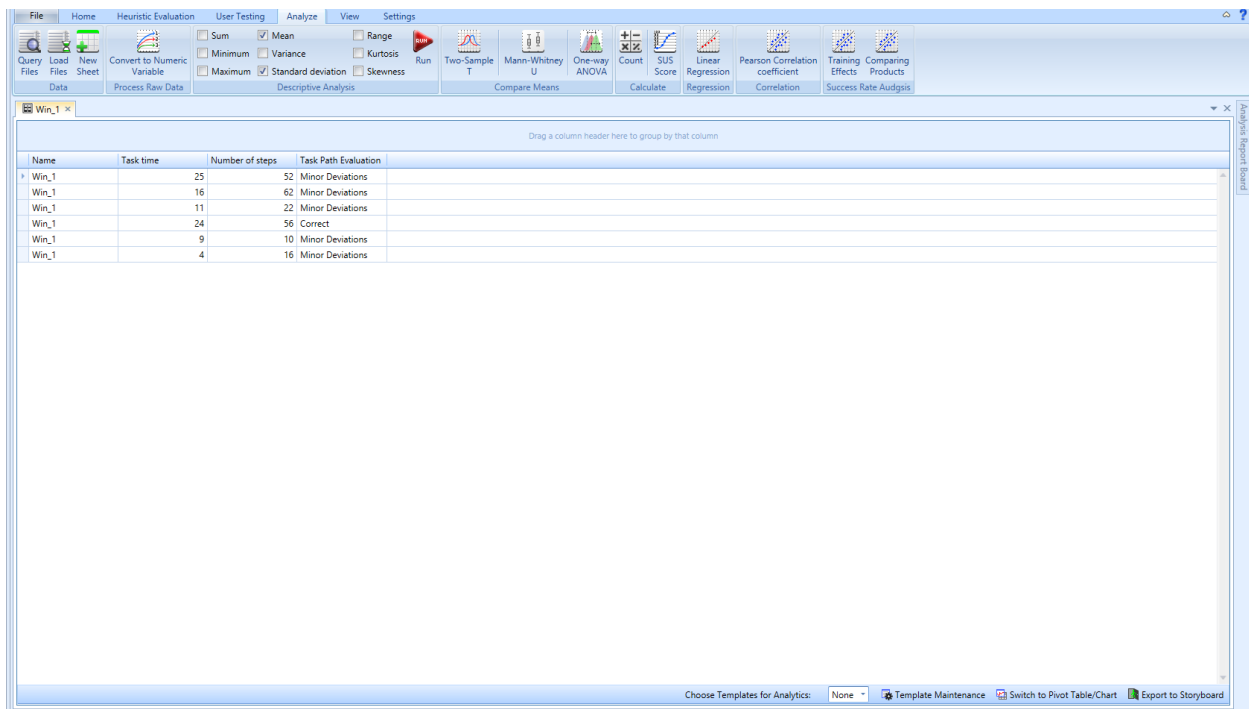 File Home Heuristic Evaluation User Testing Analyze View Settings ?
Sum Mean Range
Minimum Variance Kurtosis
Maximum Standard deviation Skewness
Query Files Load Files New Sheet Convert to Numeric Variable RUN Run Two-Sample T Mann-Whitney U One-way ANOVA Count SUS Score Linear Regression Pearson Correlation coefficient Training Effects Comparing Products
Data Process Raw Data Descriptive Analysis Compare Means Calculate Regression Correlation Success Rate Audgsis
Win_1 ×
Analysis Report Board
Drag a column header here to group by that column
Name Task time Number of steps Task Path Evaluation
Win_1 25 52 Minor Deviations
Win_1 16 62 Minor Deviations
Win_1 11 22 Minor Deviations
Win_1 24 56 Correct
Win_1 9 10 Minor Deviations
Win_1 4 16 Minor Deviations
Choose Templates for Analytics: None Template Maintenance Switch to Pivot Table/Chart Export to Storyboard